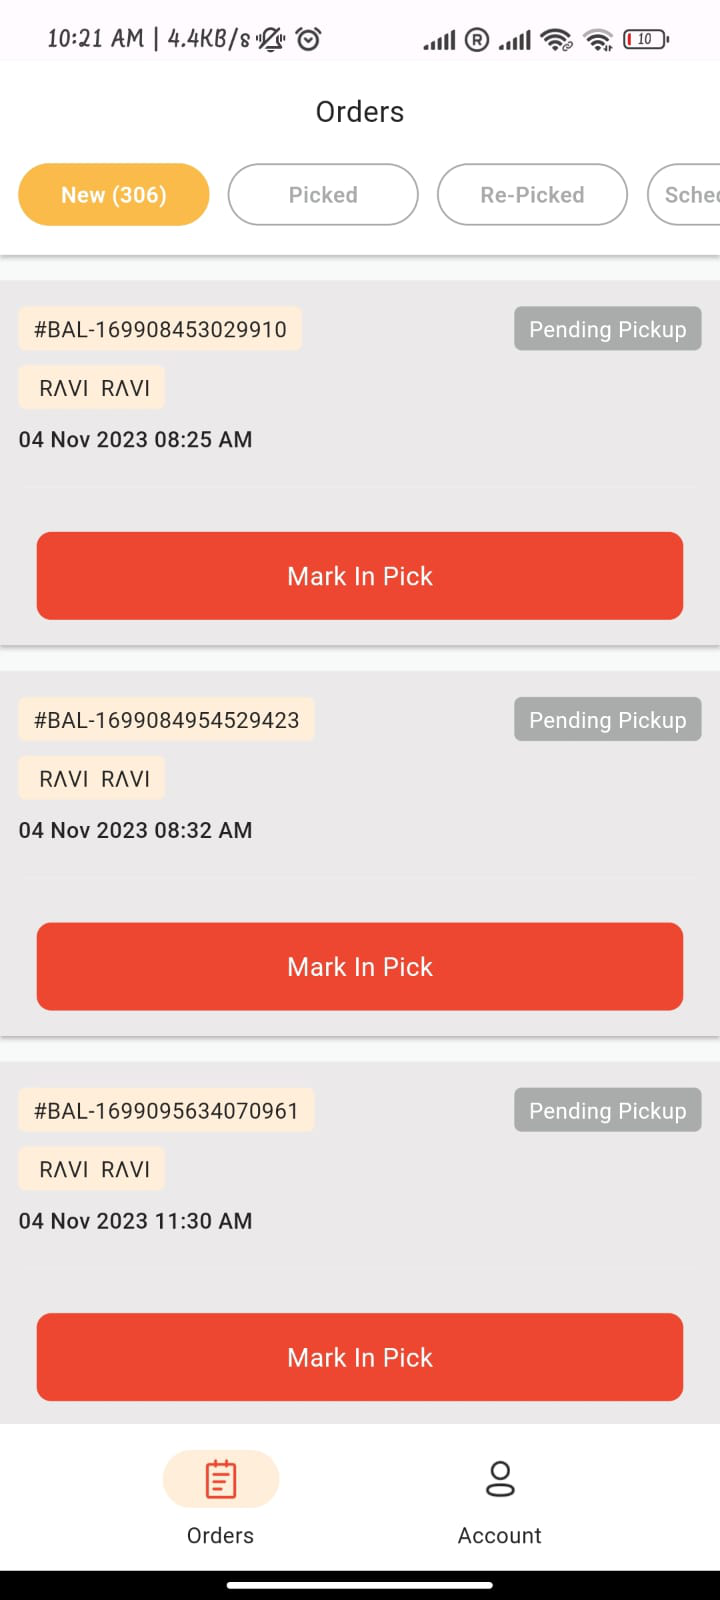 10:21 AM | 4.4KB/s R 10
Orders
New (306) Picked Re-Picked Sche
#BAL-169908453029910 Pending Pickup
RΛVI RΛVI
04 Nov 2023 08:25 AM
Mark In Pick
#BAL-1699084954529423 Pending Pickup
RΛVI RΛVI
04 Nov 2023 08:32 AM
Mark In Pick
#BAL-1699095634070961 Pending Pickup
RΛVI RΛVI
04 Nov 2023 11:30 AM
Mark In Pick
Orders Account